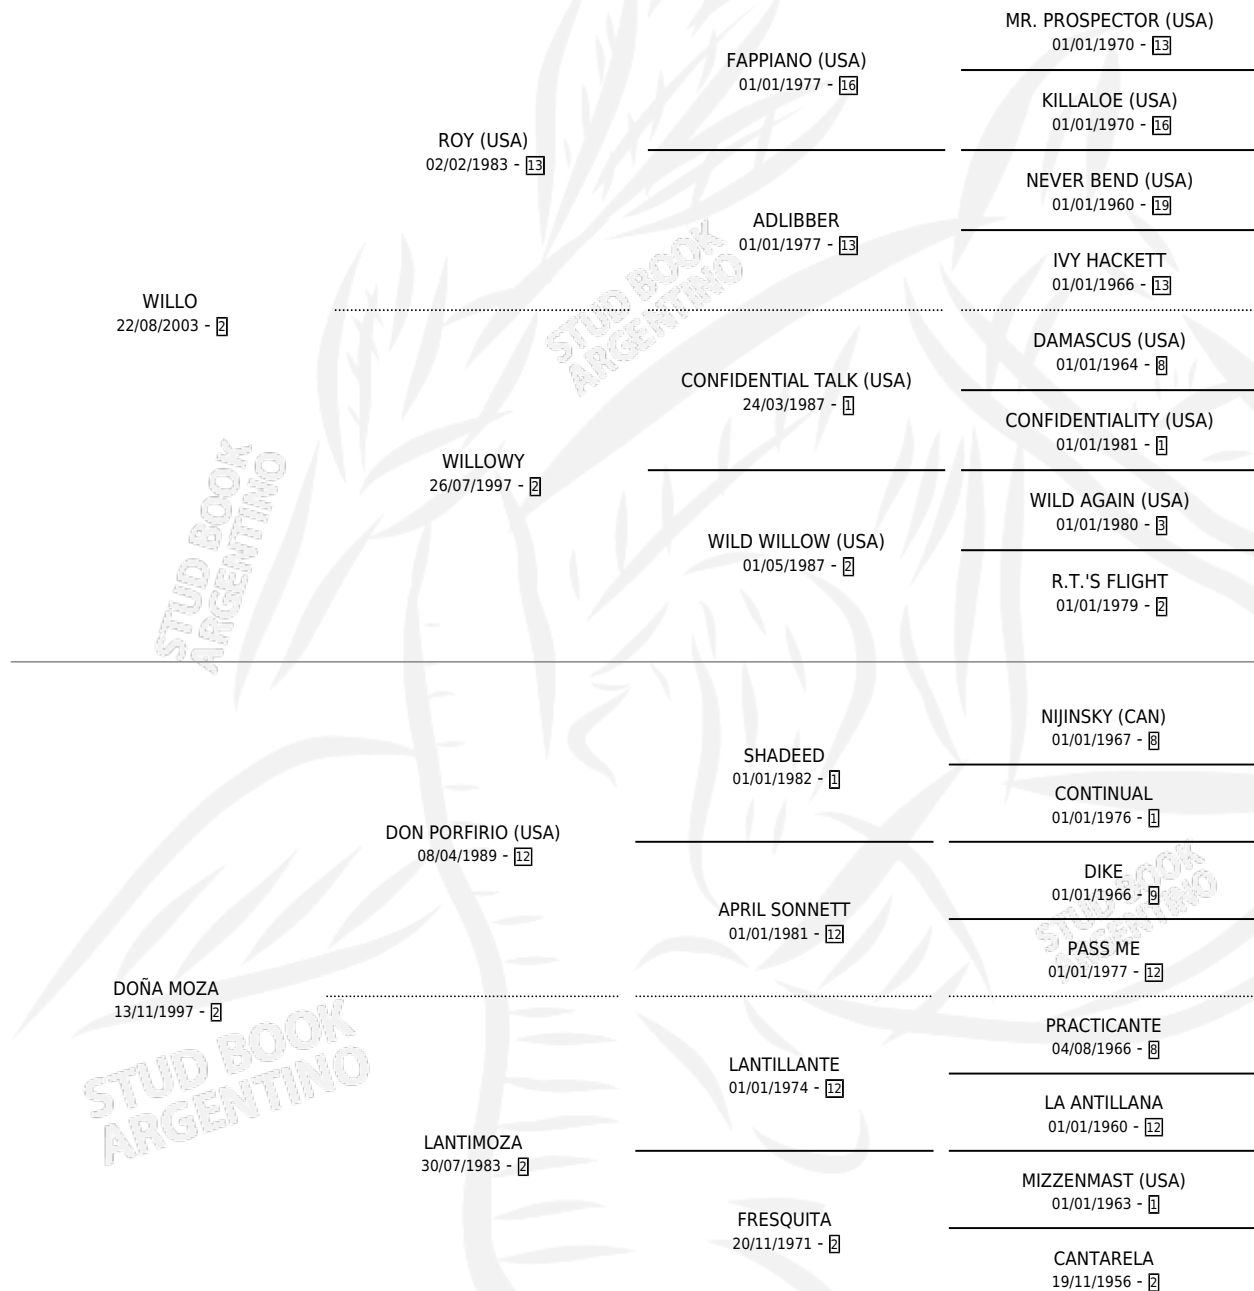 MR. PROSPECTOR (USA)
01/01/1970 - 13
FAPPIANO (USA)
01/01/1977 - 16
KILLALOE (USA)
01/01/1970 - 16
ROY (USA)
02/02/1983 - 13
NEVER BEND (USA)
01/01/1960 - 19
ADLIBBER
01/01/1977 - 13
IVY HACKETT
01/01/1966 - 13
WILLO
22/08/2003 - 2
DAMASCUS (USA)
01/01/1964 - 8
CONFIDENTIAL TALK (USA)
24/03/1987 - 1
CONFIDENTIALITY (USA)
01/01/1981 - 1
WILLOWY
26/07/1997 - 2
WILD AGAIN (USA)
01/01/1980 - 3
WILD WILLOW (USA)
01/05/1987 - 2
R.T.'S FLIGHT
01/01/1979 - 2
NIJINSKY (CAN)
01/01/1967 - 8
SHADEED
01/01/1982 - 1
CONTINUAL
01/01/1976 - 1
DON PORFIRIO (USA)
08/04/1989 - 12
DIKE
01/01/1966 - 9
APRIL SONNETT
01/01/1981 - 12
PASS ME
01/01/1977 - 12
DOÑA MOZA
13/11/1997 - 2
PRACTICANTE
04/08/1966 - 8
LANTILLANTE
01/01/1974 - 12
LA ANTILLANA
01/01/1960 - 12
LANTIMOZA
30/07/1983 - 2
MIZZENMAST (USA)
01/01/1963 - 1
FRESQUITA
20/11/1971 - 2
CANTARELA
19/11/1956 - 2
STUD BOOK
ARGENTINO
STUD BOOK
ARGENTINO
STUD BOOK
ARGENTINO
STUD BOOK
ARGENTINO